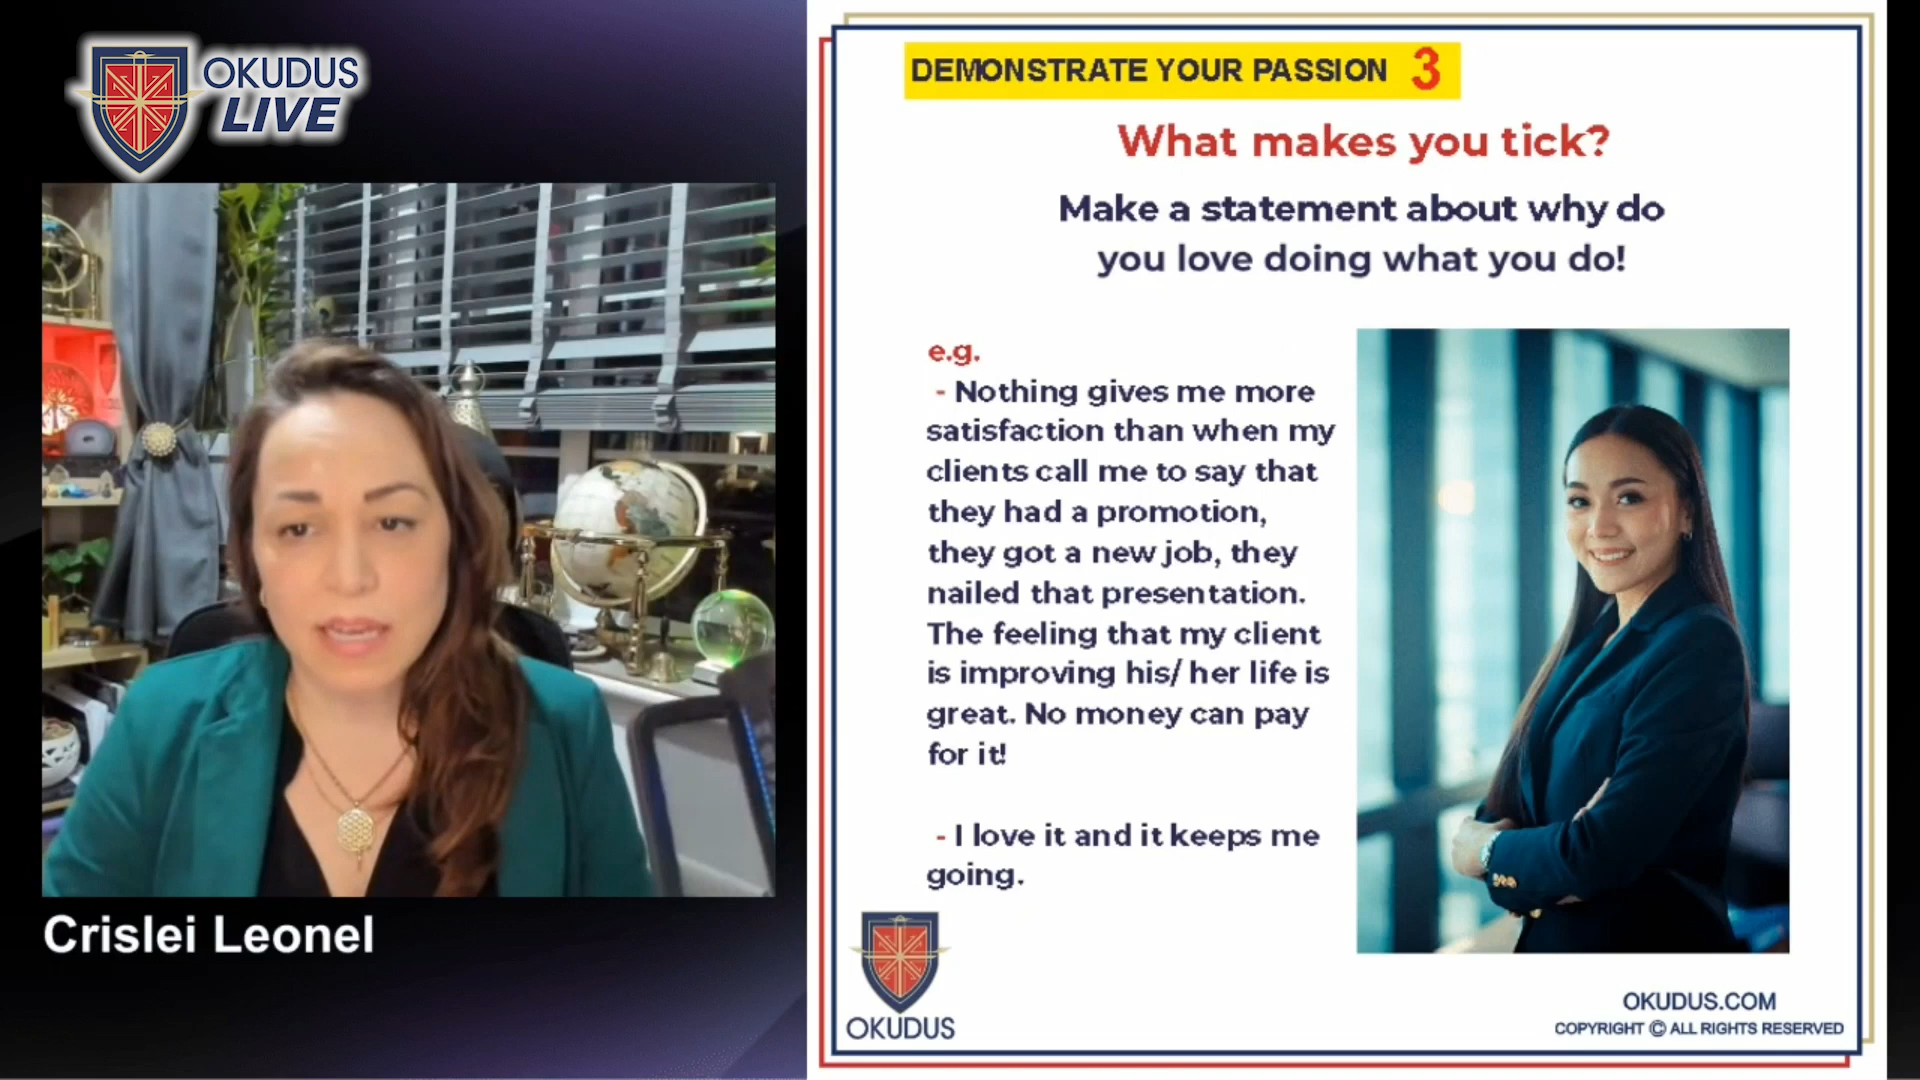 OKUDUS
LIVE
Crislei Leonel
DEMONSTRATE YOUR PASSION 3
What makes you tick?
Make a statement about why do
you love doing what you do!
e.g.
- Nothing gives me more
satisfaction than when my
clients call me to say that
they had a promotion,
they got a new job, they
nailed that presentation.
The feeling that my client
is improving his/ her life is
great. No money can pay
for it!
- I love it and it keeps me
going.
OKUDUS
OKUDUS.COM
COPYRIGHT © ALL RIGHTS RESERVED